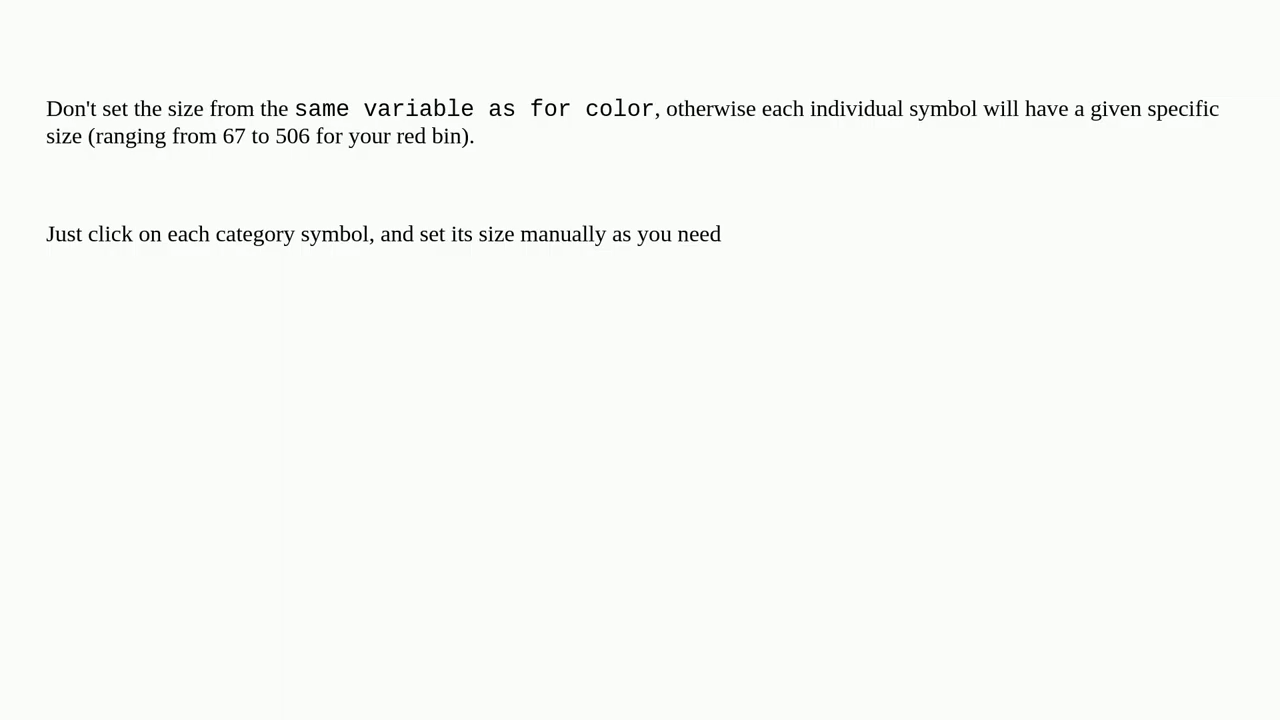 Don't set the size from the same variable as for color, otherwise each individual symbol will have a given specific
size (ranging from 67 to 506 for your red bin).
Just click on each category symbol, and set its size manually as you need